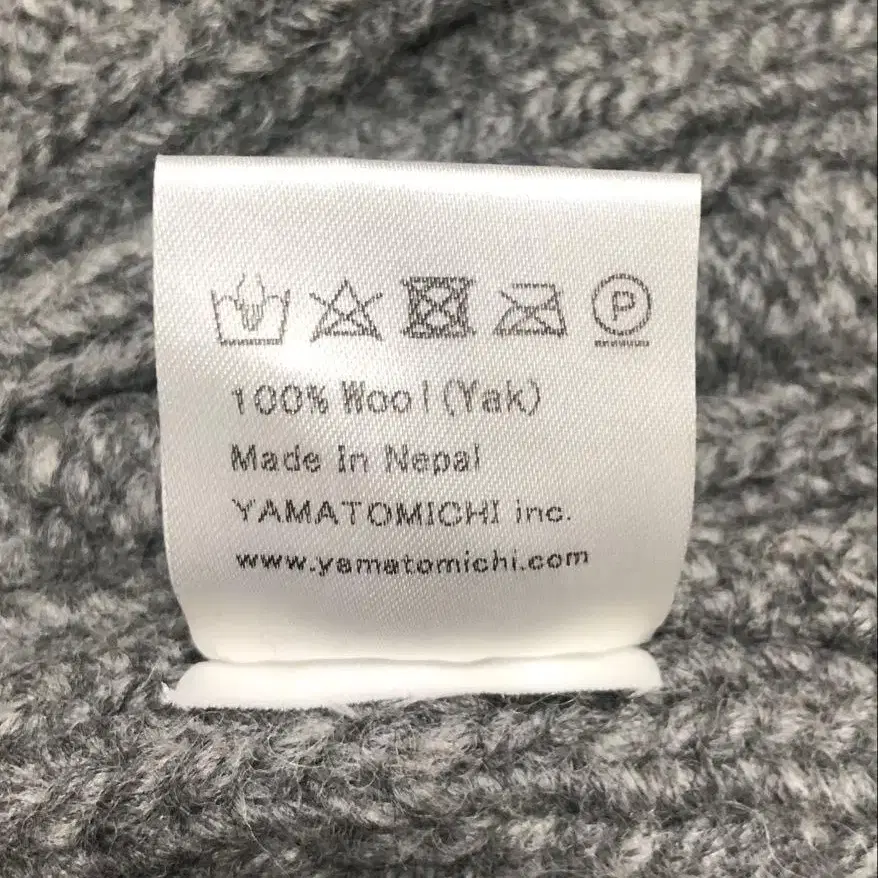 P
100% Wool(Yak)
Made In Nepal
YAMATOMICHI inc.
www.yamatomichi.com